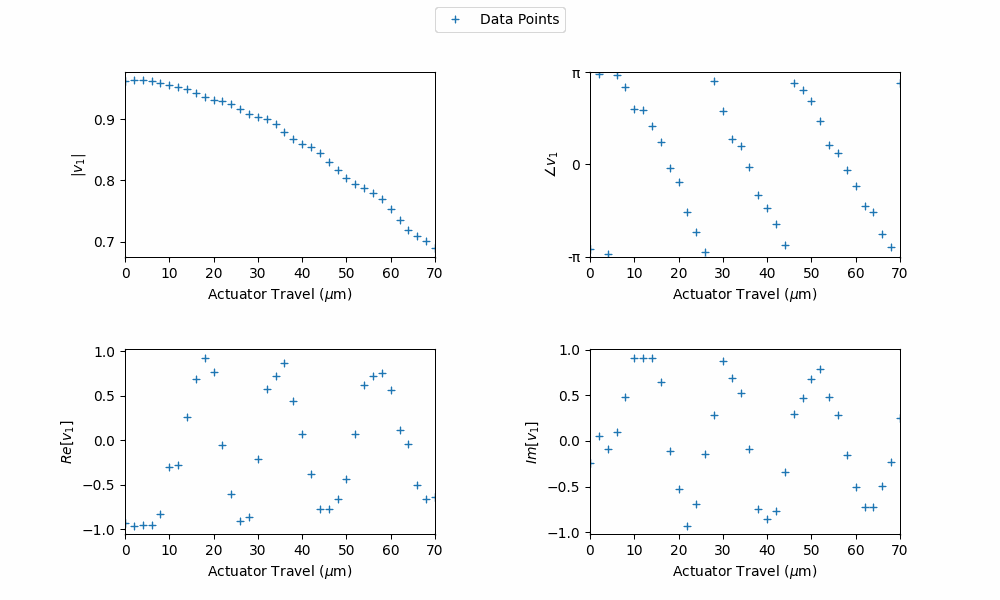 Data Points
|v₁|
0.9
0.8
0.7
0 10 20 30 40 50 60 70
Actuator Travel (μm)
∠v₁
π
0
-π
0 10 20 30 40 50 60 70
Actuator Travel (μm)
Re[v₁]
1.0
0.5
0.0
−0.5
−1.0
0 10 20 30 40 50 60 70
Actuator Travel (μm)
Im[v₁]
1.0
0.5
0.0
−0.5
−1.0
0 10 20 30 40 50 60 70
Actuator Travel (μm)